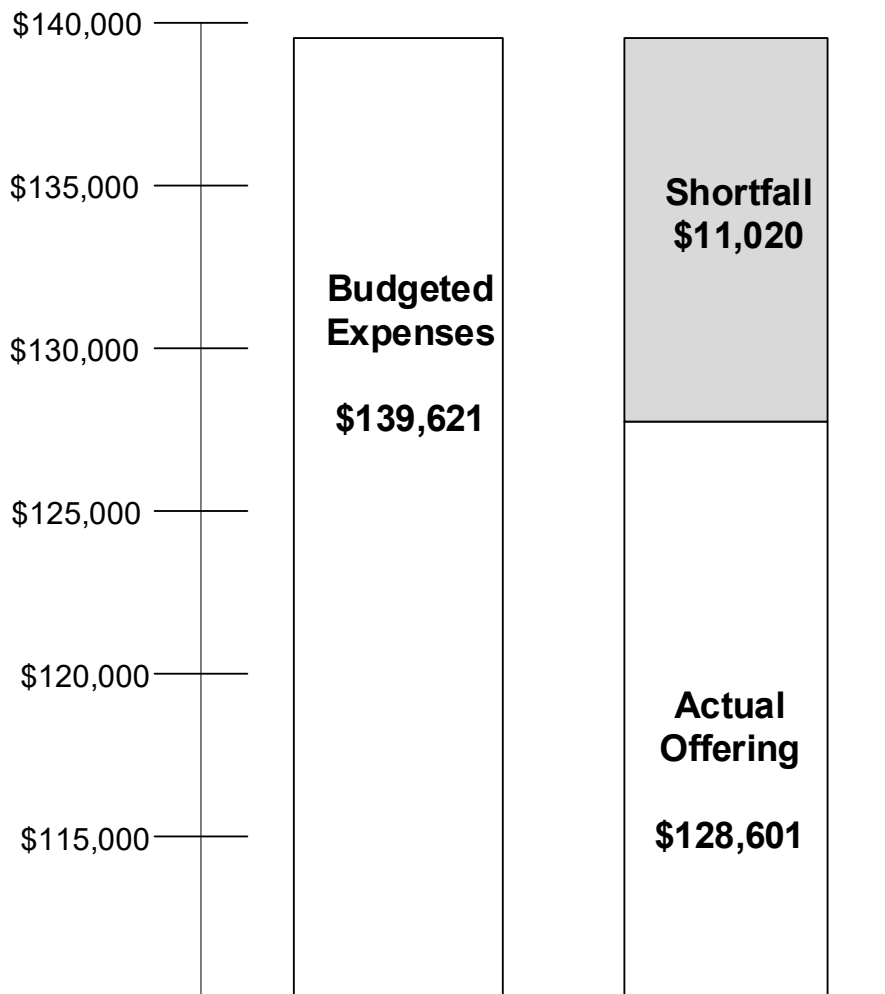 $140,000
$135,000
$130,000
$125,000
$120,000
$115,000
Budgeted
Expenses
$139,621
Shortfall
$11,020
Actual
Offering
$128,601